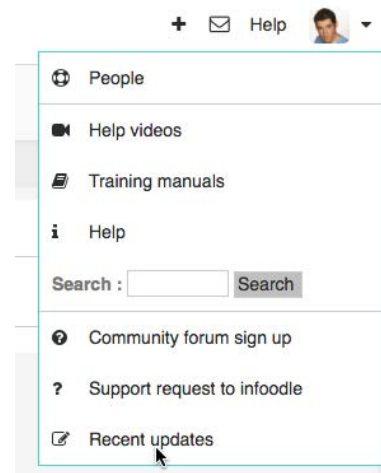 Help
People
Help videos
Training manuals
Help
Search : Search
Community forum sign up
Support request to infoodle
Recent updates